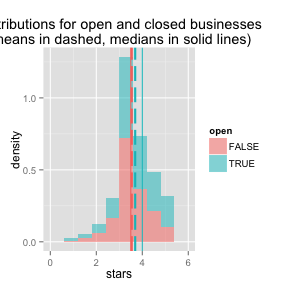 tributions for open and closed businesses
neans in dashed, medians in solid lines)
density
1.0
0.5
0.0
0
2
4
6
stars
open
FALSE
TRUE